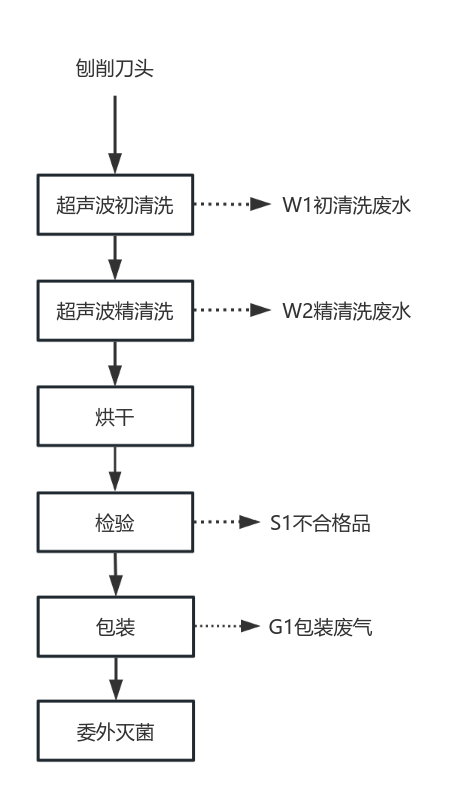 刨削刀头
超声波初清洗
W1初清洗废水
超声波精清洗
W2精清洗废水
烘干
检验
S1不合格品
包装
G1包装废气
委外灭菌